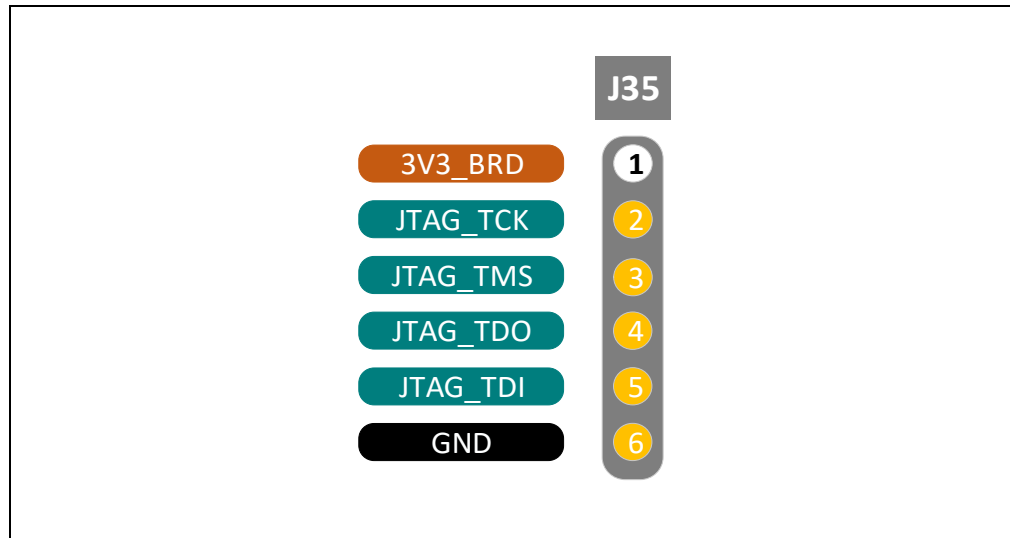 J35
3V3_BRD 1
JTAG_TCK 2
JTAG_TMS 3
JTAG_TDO 4
JTAG_TDI 5
GND 6